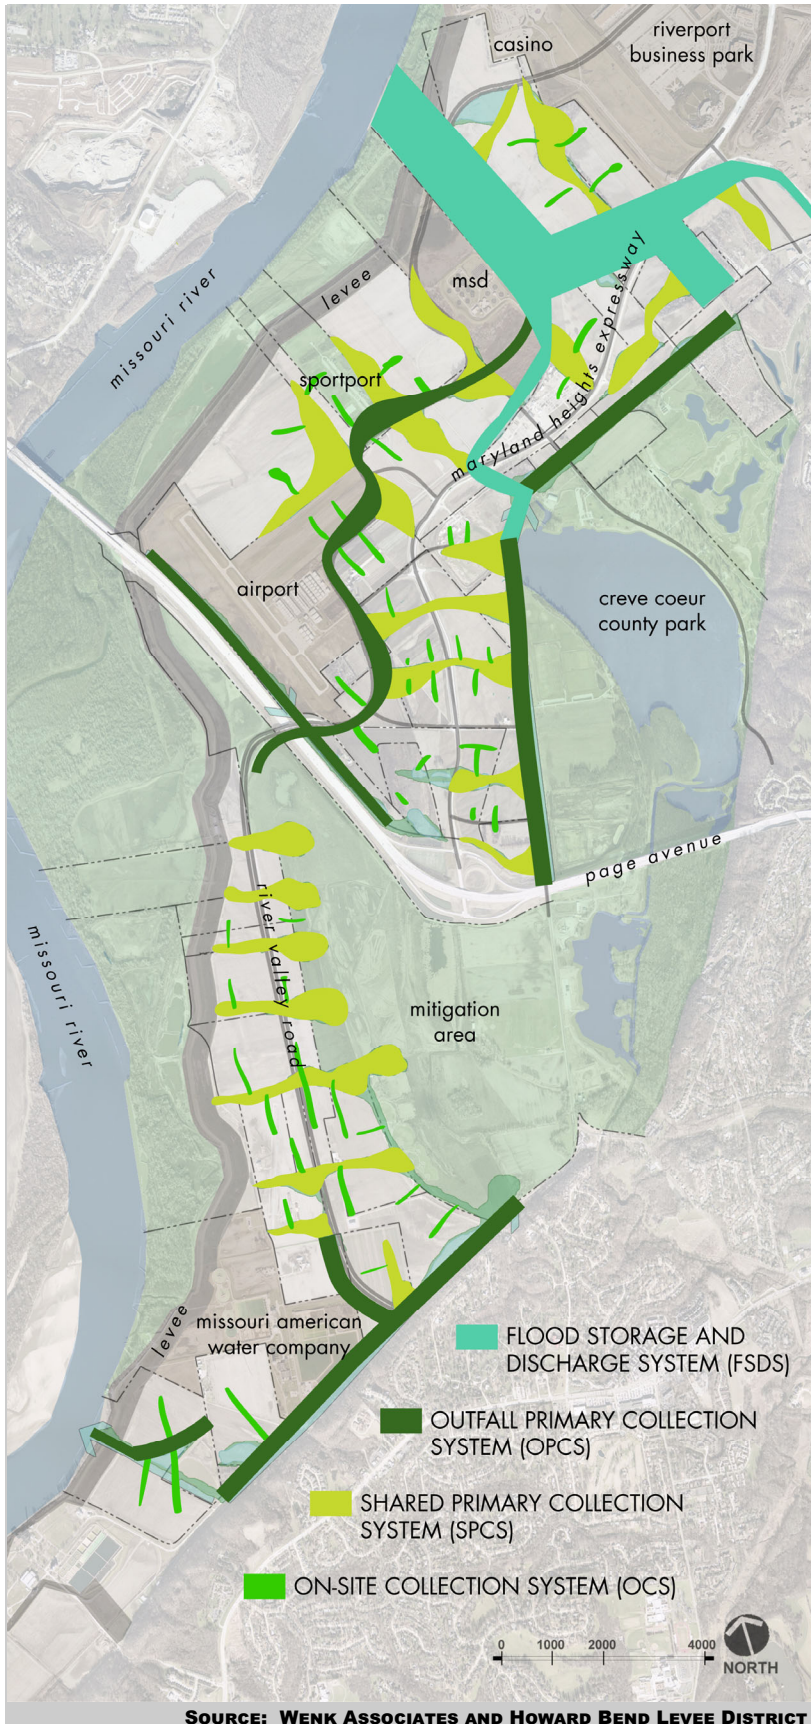 casino
riverport
business park
missouri river
levee
msd
maryland heights expressway
sportport
airport
creve coeur
county park
page avenue
river valley road
missouri river
mitigation
area
levee
missouri american
water company
FLOOD STORAGE AND
DISCHARGE SYSTEM (FSDS)
OUTFALL PRIMARY COLLECTION
SYSTEM (OPCS)
SHARED PRIMARY COLLECTION
SYSTEM (SPCS)
ON-SITE COLLECTION SYSTEM (OCS)
0 1000 2000 4000
NORTH
SOURCE: WENK ASSOCIATES AND HOWARD BEND LEVEE DISTRICT